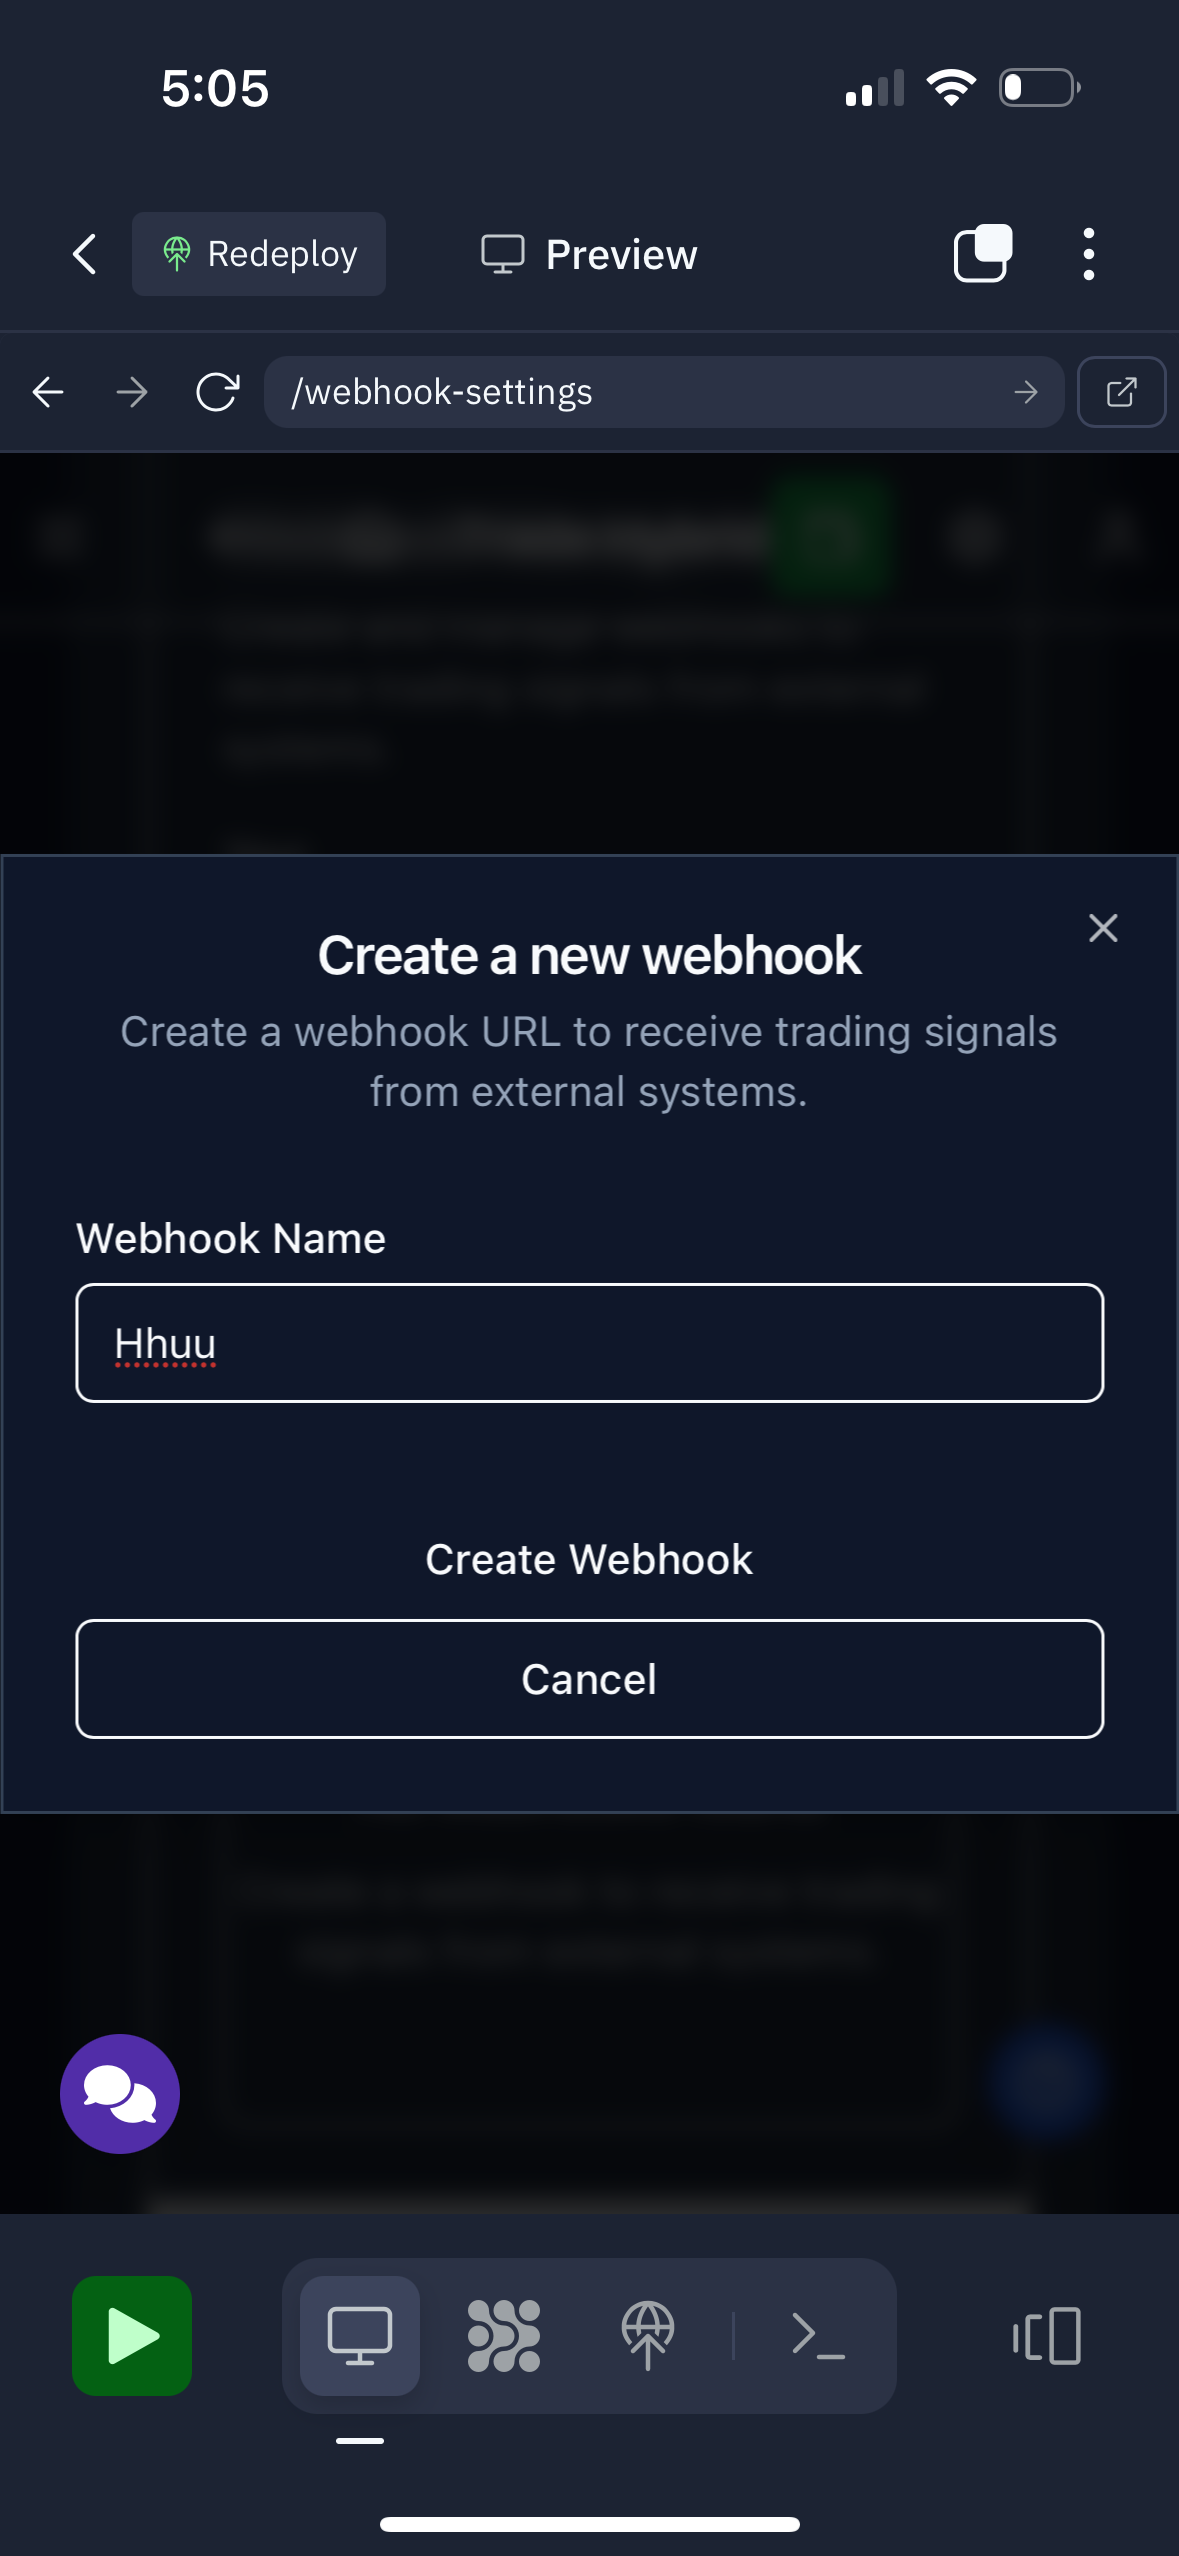 5:05
Redeploy
Preview
/webhook-settings
Create a new webhook
Create a webhook URL to receive trading signals
from external systems.
Webhook Name
Hhuu
Create Webhook
Cancel